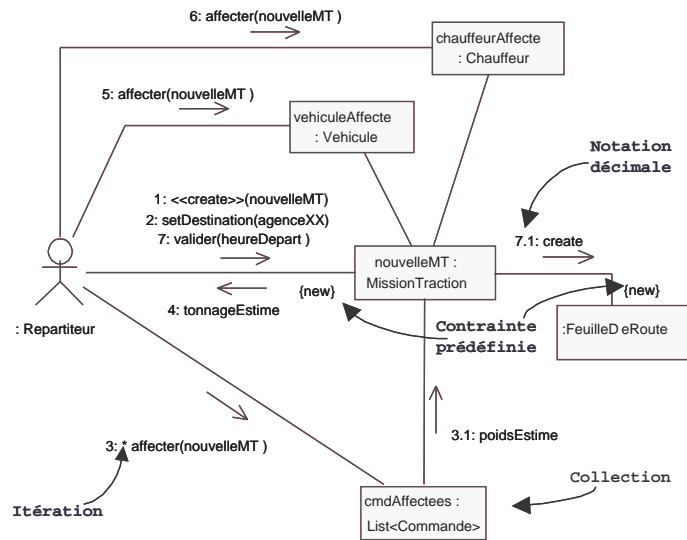 6: affecter(nouvelleMT )
chauffeurAffecte
: Chauffeur
5: affecter(nouvelleMT )
vehiculeAffecte
: Vehicule
Notation
décimale
1: <<create>>(nouvelleMT)
2: setDestination(agenceXX)
7: valider(heureDepart )
7.1: create
nouvelleMT :
MissionTraction
{new}
{new}
4: tonnageEstime
: Repartiteur
Contrainte
prédéfinie
:FeuilleD eRoute
3: * affecter(nouvelleMT )
3.1: poidsEstime
Collection
Itération
cmdAffectees :
List<Commande>